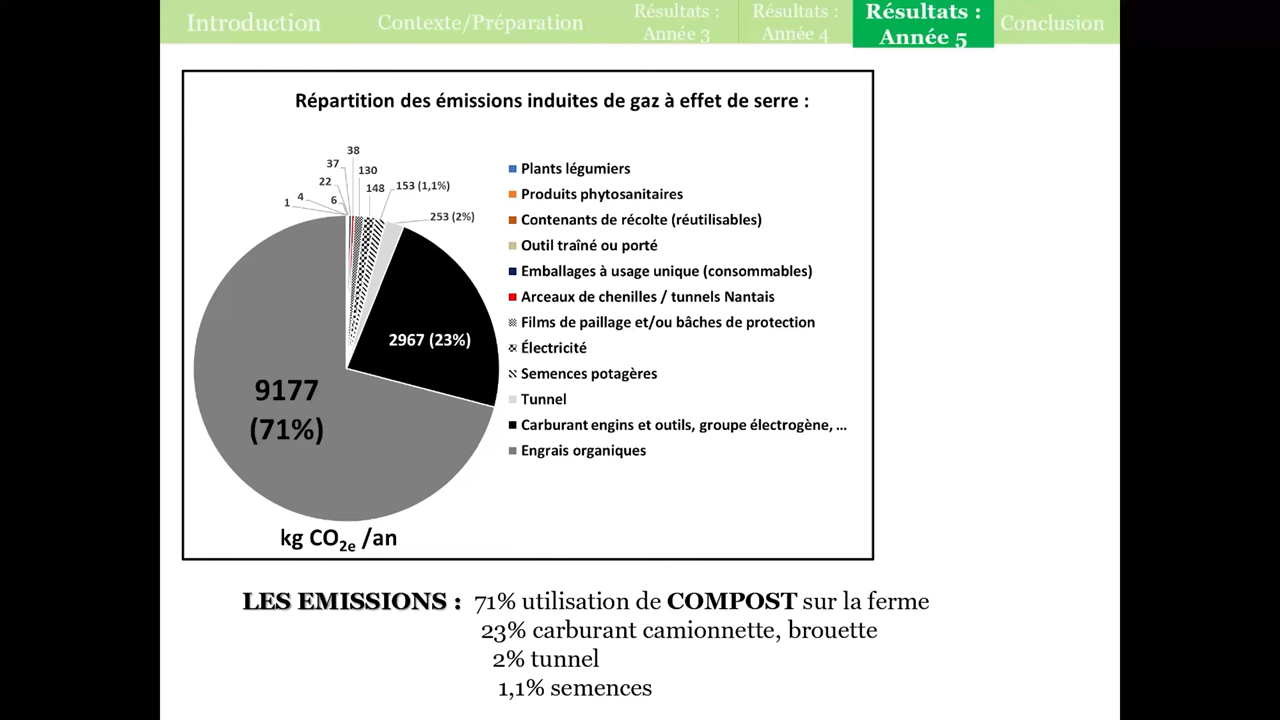 Introduction
Contexte/Préparation
Résultats :
Année 3
Résultats :
Année 4
Résultats :
Année 5
Conclusion
Répartition des émissions induites de gaz à effet de serre :
1
4
22
37
6
38
130
148
153 (1,1%)
253 (2%)
2967 (23%)
9177
(71%)
kg CO2e /an
Plants légumiers
Produits phytosanitaires
Contenants de récolte (réutilisables)
Outil traîné ou porté
Emballages à usage unique (consommables)
Arceaux de chenilles / tunnels Nantais
Films de paillage et/ou bâches de protection
Électricité
Semences potagères
Tunnel
Carburant engins et outils, groupe électrogène, ...
Engrais organiques
LES EMISSIONS : 71% utilisation de COMPOST sur la ferme
23% carburant camionnette, brouette
2% tunnel
1,1% semences